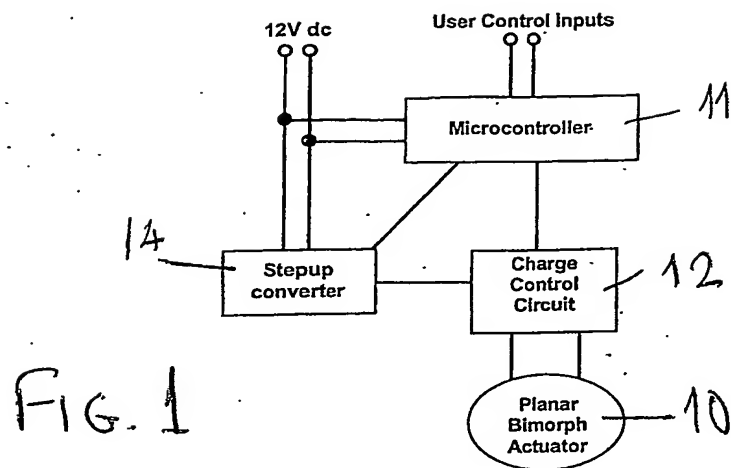 12V dc
User Control inputs
Microcontroller
11
14
Stepup
converter
Charge
Control
Circuit
12
FIG. 1
Planar
Bimorph
Actuator
10